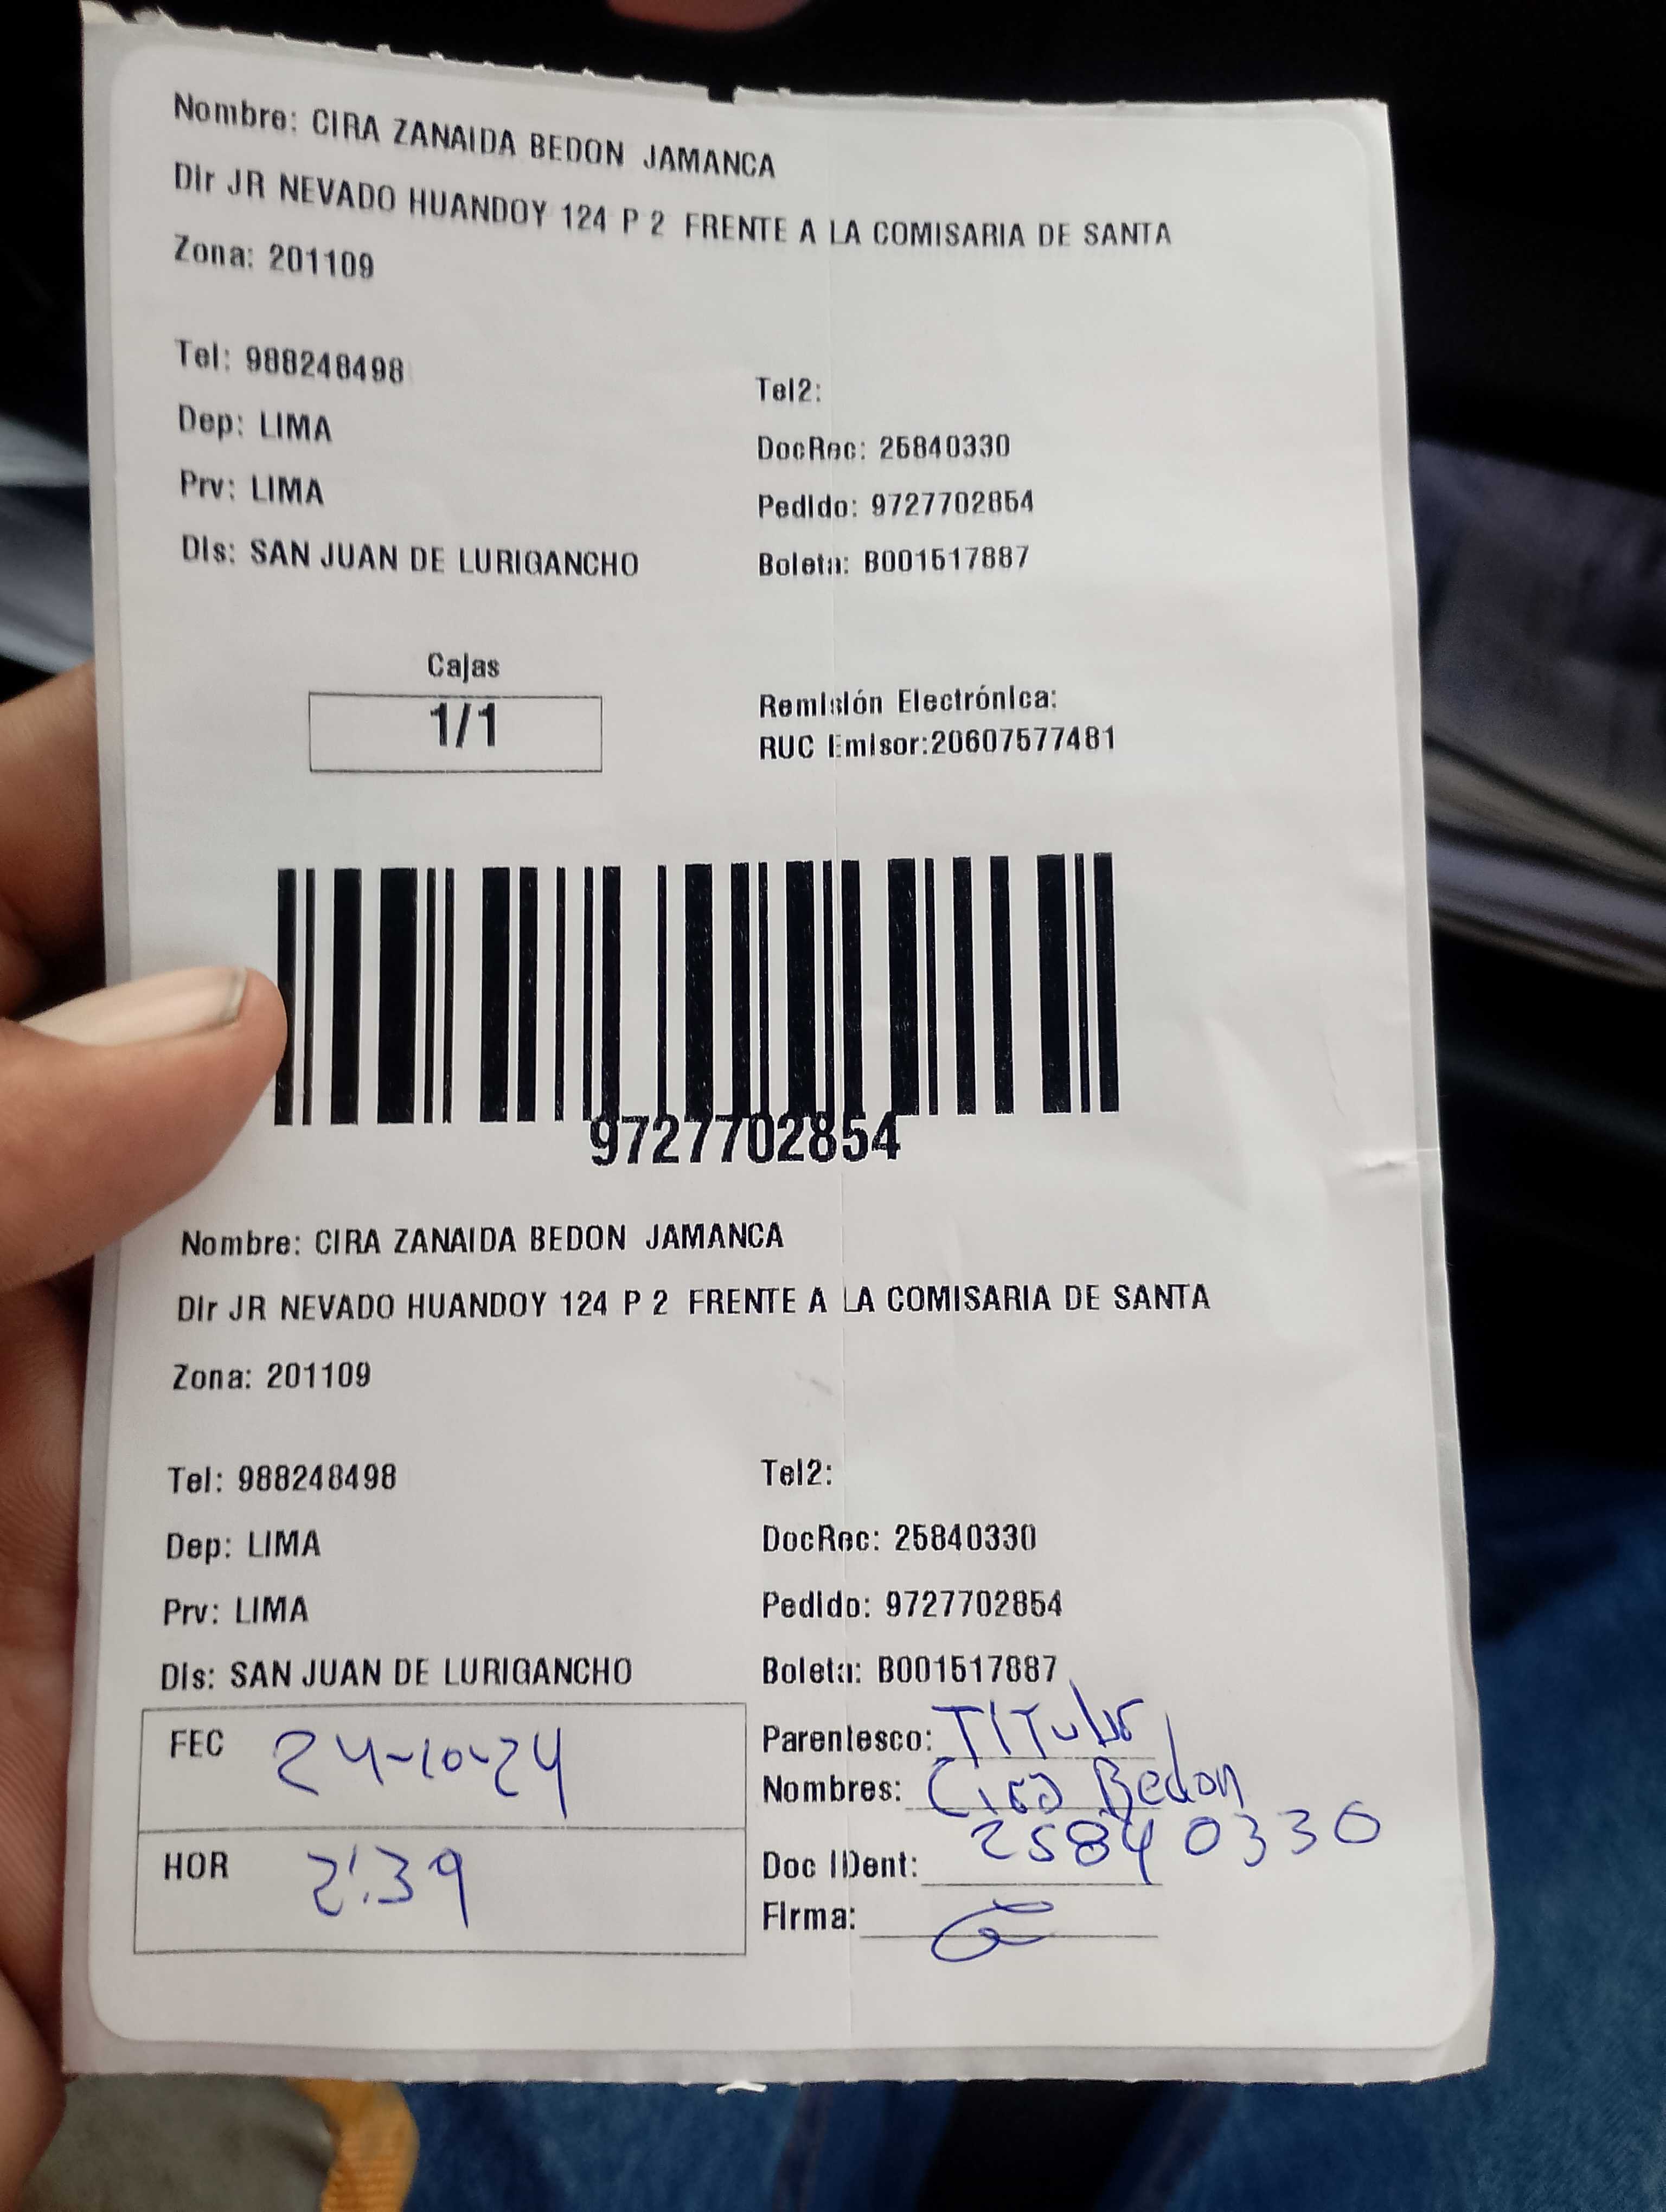 Nombre: CIRA ZANAIDA BEDON JAMANCA
Dir JR NEVADO HUANDOY 124 P 2 FRENTE A LA COMISARIA DE SANTA
Zona: 201109
Tel: 988248498
Tel2:
Dep: LIMA
DocRec: 25840330
Prv: LIMA
Pedido: 9727702854
Dis: SAN JUAN DE LURIGANCHO
Boleta: B001517887
Cajas
1/1
Remisión Electrónica:
RUC Emisor:20607577481
9727702854
Nombre: CIRA ZANAIDA BEDON JAMANCA
Dir JR NEVADO HUANDOY 124 P 2 FRENTE A LA COMISARIA DE SANTA
Zona: 201109
Tel: 988248498
Tel2:
Dep: LIMA
DocRec: 25840330
Prv: LIMA
Pedido: 9727702854
Dis: SAN JUAN DE LURIGANCHO
Boleta: B001517887
FEC 24-10-24
Parentesco: TITular
Nombres: Cira Bedon
HOR 2:39
Doc IDent: 25840330
Firma: